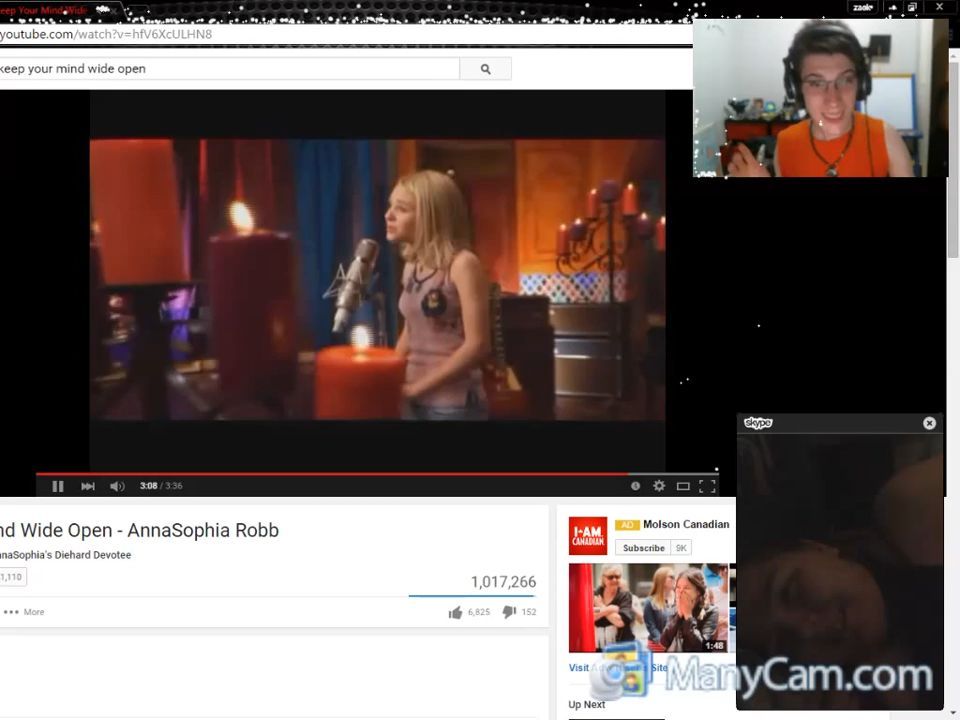 Keep Your Mind Wide
zaak
youtube.com/watch?v=hfV6XcULHN8
keep your mind wide open
skype
3:08 / 3:36
nd Wide Open - AnnaSophia Robb
nnaSophia's Diehard Devotee
1,110
1,017,266
••• More
6,825
152
I·AM.
CANADIAN
AD Molson Canadian
Subscribe 9K
1:48
Visit Advertiser's Site
ManyCam.com
Up Next